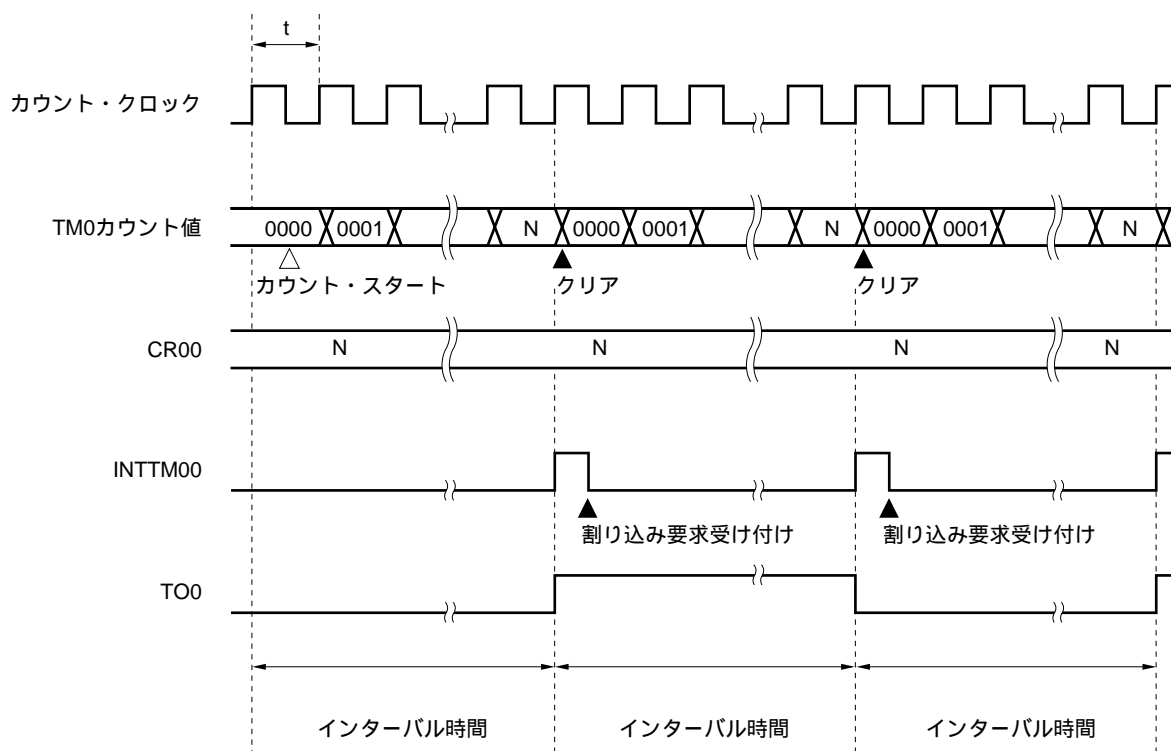 t
カウント・クロック
TM0カウント値 0000 0001 N 0000 0001 N 0000 0001 N
カウント・スタート クリア クリア
CR00 N N N N
INTTM00
割り込み要求受け付け 割り込み要求受け付け
TO0
インターバル時間 インターバル時間 インターバル時間